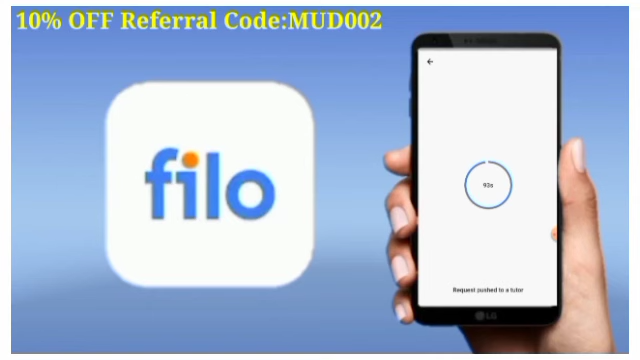 10% OFF Referral Code:MUD002
filo
93s
Request pushed to a tutor
LG